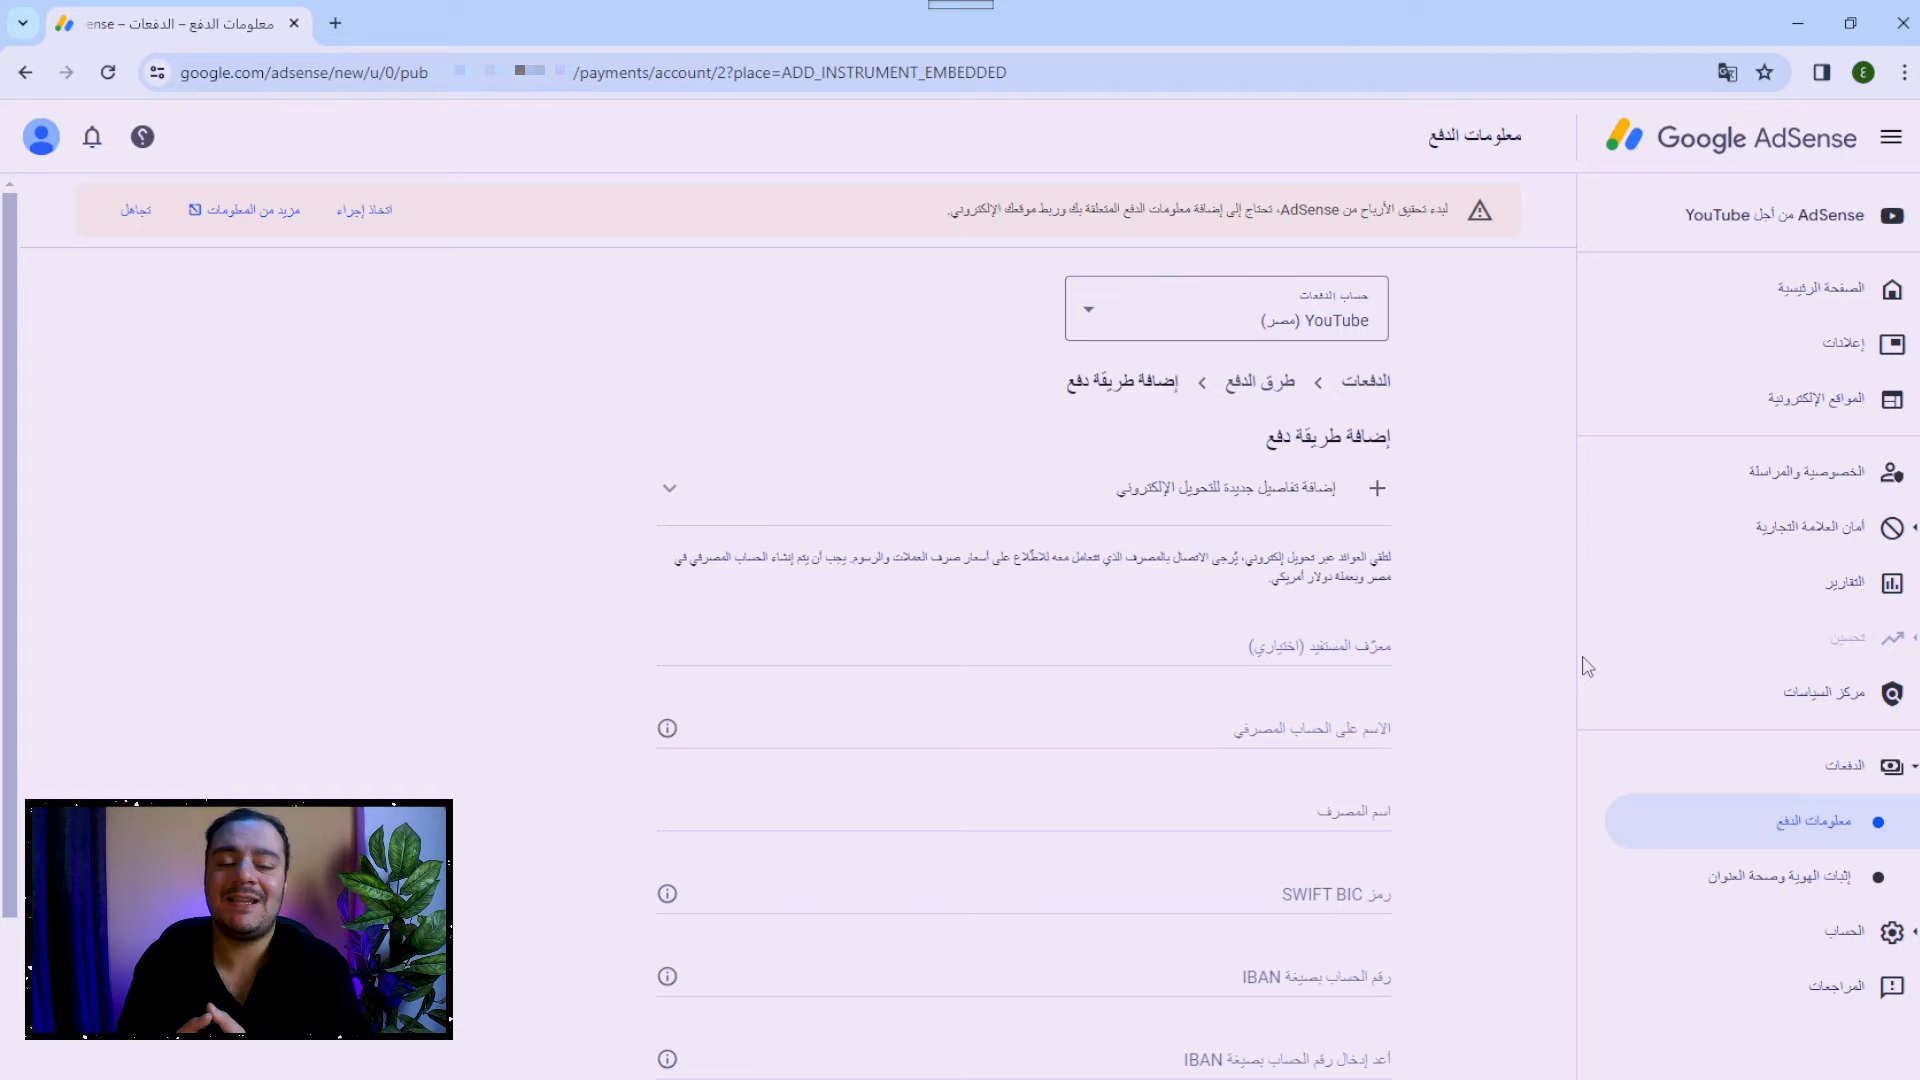 معلومات الدفع – الدفعات – ense
google.com/adsense/new/u/0/pub
/payments/account/2?place=ADD_INSTRUMENT_EMBEDDED
ε
Google AdSense
معلومات الدفع
لبدء تحقيق الأرباح من AdSense، تحتاج إلى إضافة معلومات الدفع المتعلقة بك وربط موقعك الإلكتروني.
اتخاذ إجراء
مزيد من المعلومات
تجاهل
AdSense من أجل YouTube
الصفحة الرئيسية
إعلانات
المواقع الإلكترونية
الخصوصية والمراسلة
أمان العلامة التجارية
التقارير
تحسين
مركز السياسات
الدفعات
معلومات الدفع
إثبات الهوية وصحة العنوان
الحساب
المراجعات
حساب الدفعات
YouTube (مصر)
الدفعات
طرق الدفع
إضافة طريقة دفع
إضافة طريقة دفع
إضافة تفاصيل جديدة للتحويل الإلكتروني
لتلقي العوائد عبر تحويل إلكتروني، يُرجى الاتصال بالمصرف الذي تتعامل معه للاطّلاع على أسعار صرف العملات والرسوم. يجب أن يتم إنشاء الحساب المصرفي في
مصر وبعملة دولار أمريكي.
معرّف المستفيد (اختياري)
الاسم على الحساب المصرفي
اسم المصرف
رمز SWIFT BIC
رقم الحساب بصيغة IBAN
أعد إدخال رقم الحساب بصيغة IBAN